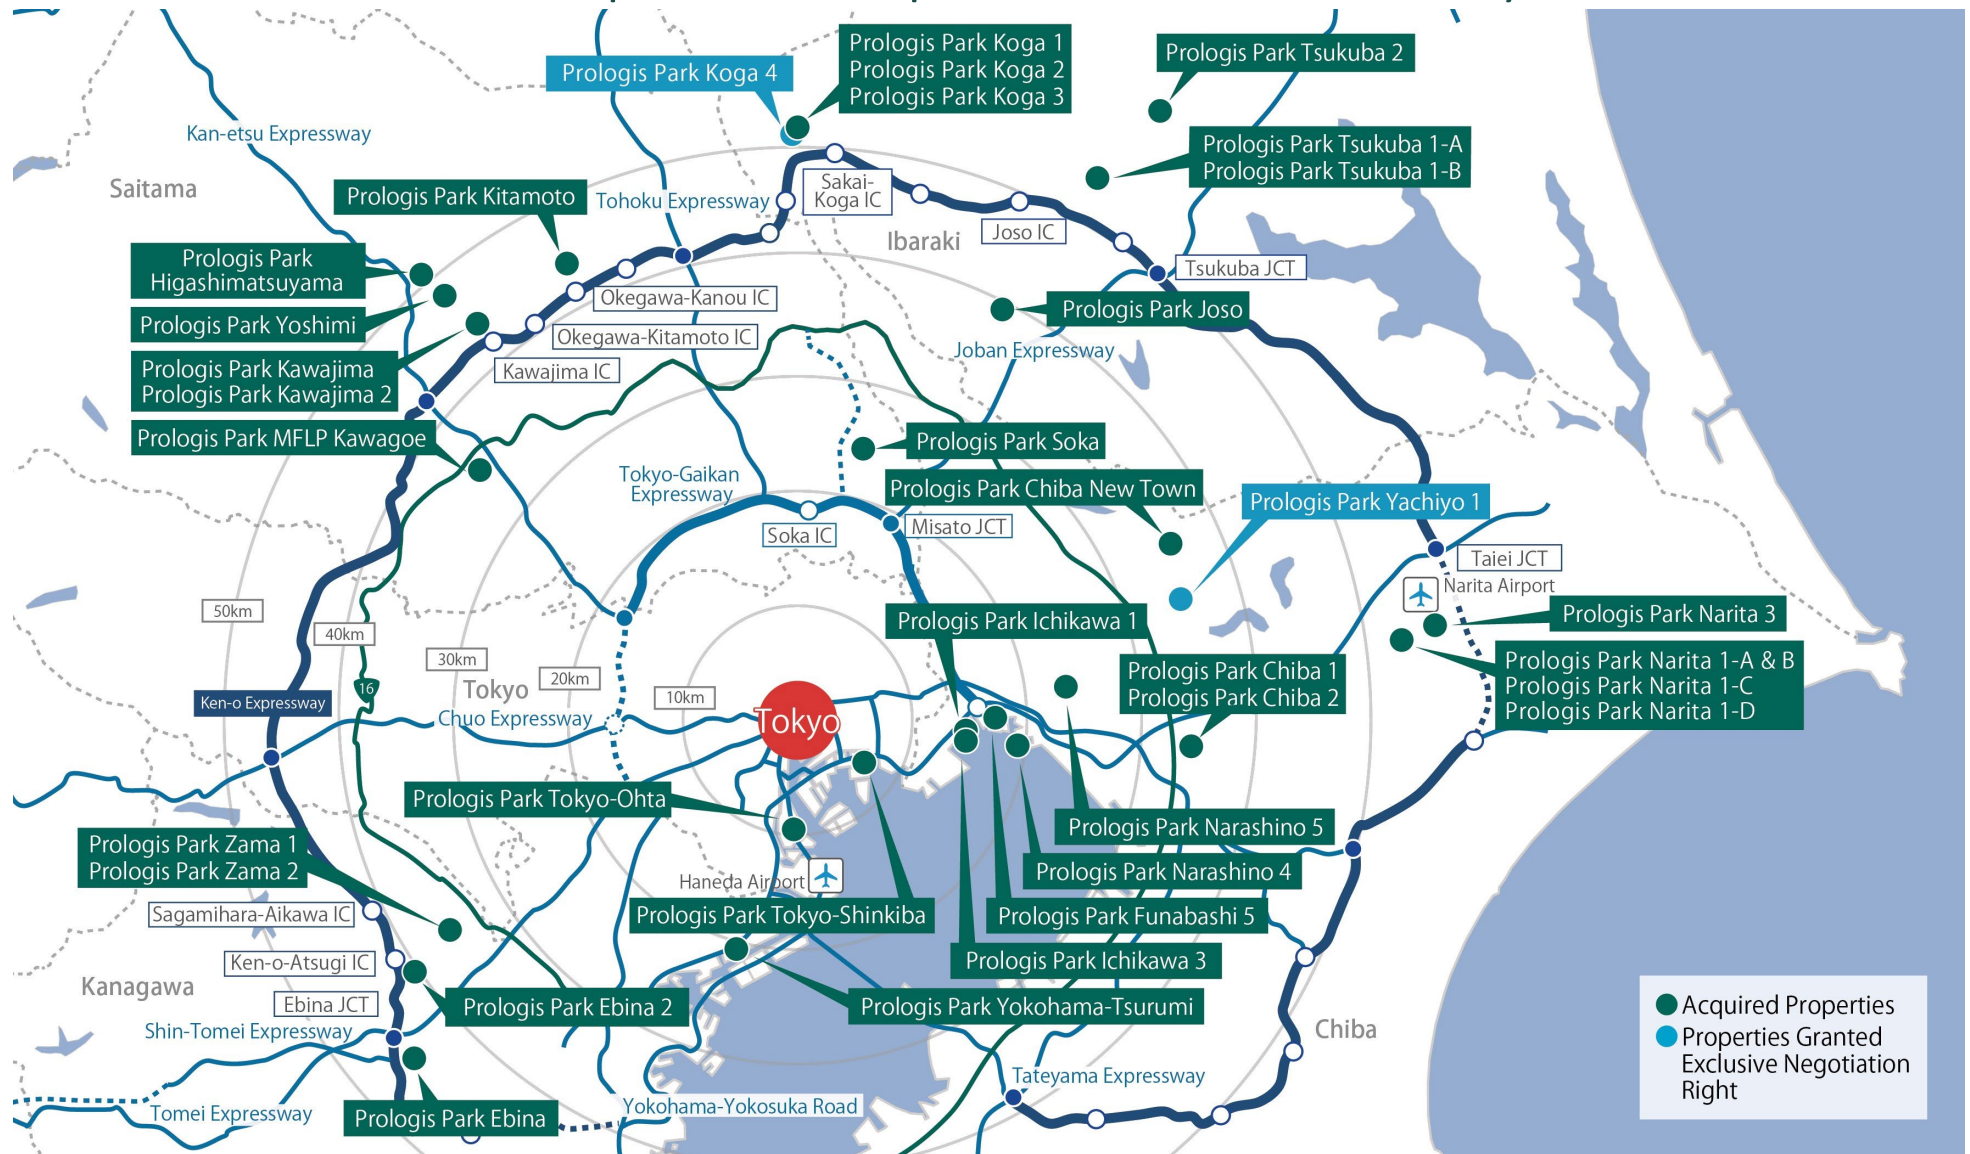 Prologis Park Koga 1
Prologis Park Koga 2
Prologis Park Koga 3
Prologis Park Koga 4
Prologis Park Tsukuba 2
Kan-etsu Expressway
Prologis Park Tsukuba 1-A
Prologis Park Tsukuba 1-B
Saitama
Prologis Park Kitamoto
Tohoku Expressway
Sakai-
Koga IC
Ibaraki
Joso IC
Prologis Park
Higashimatsuyama
Tsukuba JCT
Okegawa-Kanou IC
Prologis Park Joso
Prologis Park Yoshimi
Okegawa-Kitamoto IC
Joban Expressway
Kawajima IC
Prologis Park Kawajima
Prologis Park Kawajima 2
Prologis Park MFLP Kawagoe
Prologis Park Soka
Tokyo-Gaikan
Expressway
Prologis Park Chiba New Town
Prologis Park Yachiyo 1
Soka IC
Misato JCT
Taiei JCT
Narita Airport
50km
40km
30km
20km
10km
Prologis Park Ichikawa 1
Prologis Park Narita 3
Prologis Park Chiba 1
Prologis Park Chiba 2
Prologis Park Narita 1-A & B
Prologis Park Narita 1-C
Prologis Park Narita 1-D
16
Tokyo
Ken-o Expressway
Chuo Expressway
Tokyo
Prologis Park Tokyo-Ohta
Prologis Park Narashino 5
Prologis Park Zama 1
Prologis Park Zama 2
Prologis Park Narashino 4
Haneda Airport
Sagamihara-Aikawa IC
Prologis Park Tokyo-Shinkiba
Prologis Park Funabashi 5
Ken-o-Atsugi IC
Prologis Park Ichikawa 3
Kanagawa
Ebina JCT
Prologis Park Ebina 2
Prologis Park Yokohama-Tsurumi
Shin-Tomei Expressway
Chiba
Tateyama Expressway
Tomei Expressway
Prologis Park Ebina
Yokohama-Yokosuka Road
Acquired Properties
Properties Granted
Exclusive Negotiation
Right